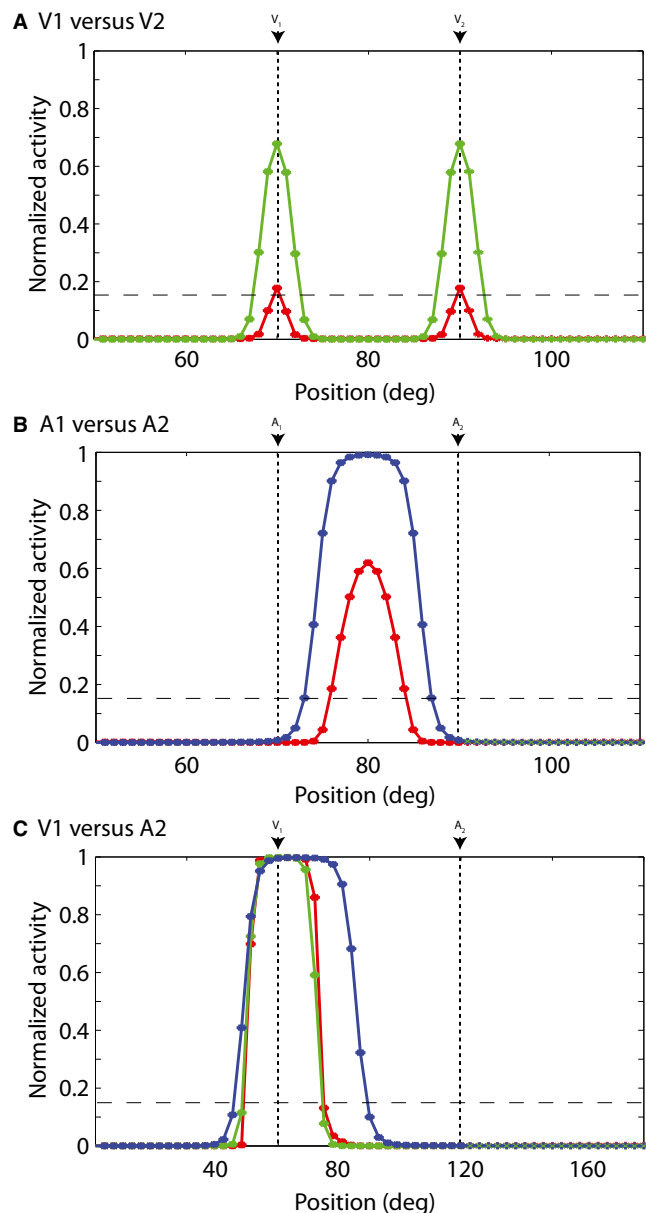 A V1 versus V2
V₁ V₂
1
0.8
0.6
0.4
0.2
0
Normalized activity
60 80 100
Position (deg)
B A1 versus A2
A₁ A₂
1
0.8
0.6
0.4
0.2
0
Normalized activity
60 80 100
Position (deg)
C V1 versus A2
V₁ A₂
1
0.8
0.6
0.4
0.2
0
Normalized activity
40 80 120 160
Position (deg)